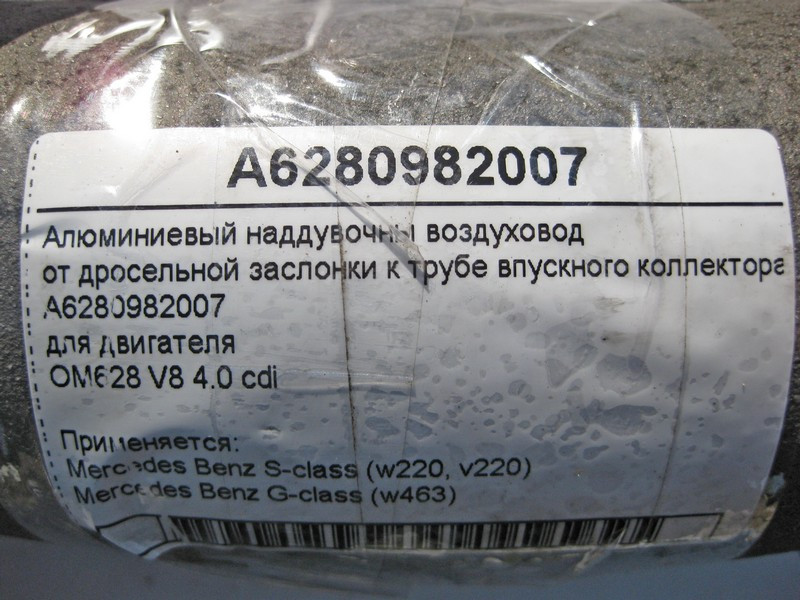 A6280982007
Алюминиевый наддувочны воздуховод
от дросельной заслонки к трубе впускного коллектора
A6280982007
для двигателя
OM628 V8 4.0 cdi
Применяется:
Mercedes Benz S-class (w220, v220)
Mercedes Benz G-class (w463)